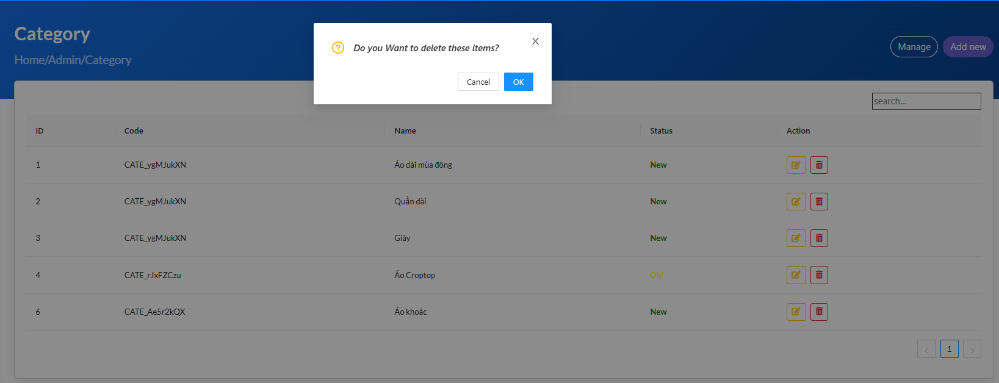 Category
Home/Admin/Category
Do you Want to delete these items?
Cancel OK
Manage Add new
search...
ID Code Name Status Action
1 CATE_ygMJukXN Áo dài mùa đông New
2 CATE_ygMJukXN Quẩn dài New
3 CATE_ygMJukXN Giày New
4 CATE_rJxFZCzu Áo Croptop Old
6 CATE_Ae5r2kQX Áo khoác New
< 1 >